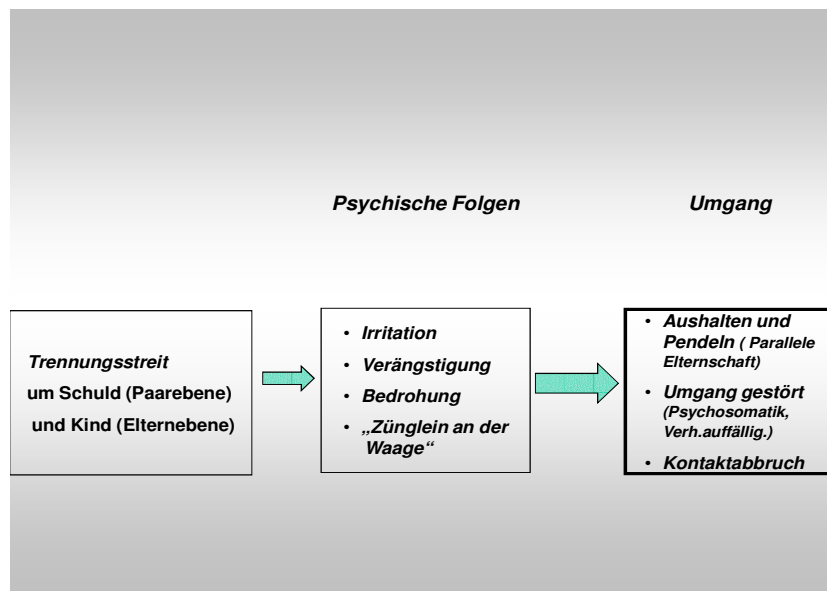 Psychische Folgen
Umgang
Trennungsstreit
um Schuld (Paarebene)
und Kind (Elternebene)
• Irritation
• Verängstigung
• Bedrohung
• „Zünglein an der
Waage“
• Aushalten und
Pendeln ( Parallele
Elternschaft)
• Umgang gestört
(Psychosomatik,
Verh.auffällig.)
• Kontaktabbruch